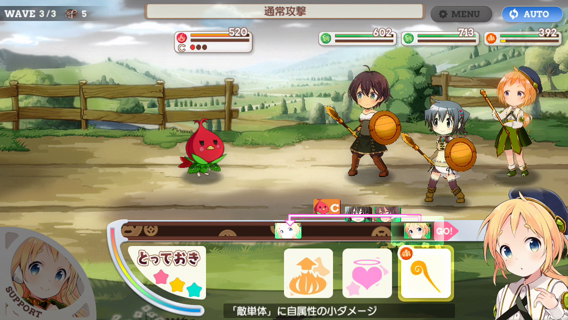 WAVE 3/3 5
通常攻撃
MENU
AUTO
520
C
602
713
392
C
GO!
とっておき
SUPPORT
「敵単体」に自属性の小ダメージ